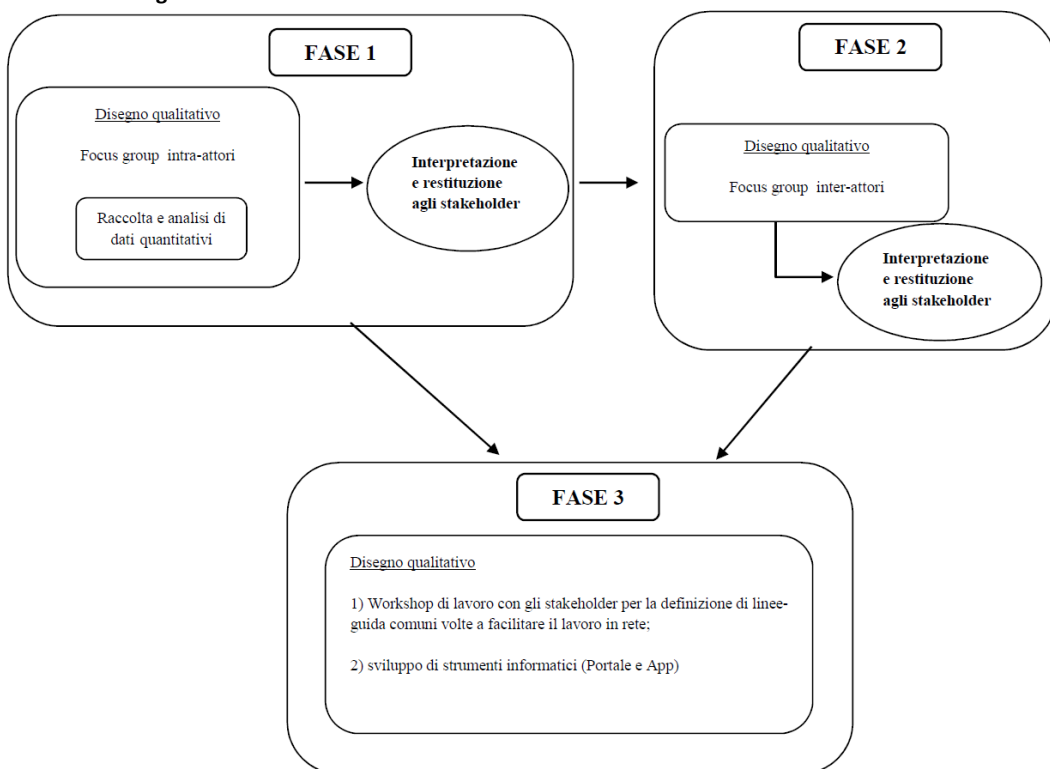 FASE 1
Disegno qualitativo
Focus group intra-attori
Raccolta e analisi di
dati quantitativi
Interpretazione
e restituzione
agli stakeholder
FASE 2
Disegno qualitativo
Focus group inter-attori
Interpretazione
e restituzione
agli stakeholder
FASE 3
Disegno qualitativo
1) Workshop di lavoro con gli stakeholder per la definizione di linee-
guida comuni volte a facilitare il lavoro in rete;
2) sviluppo di strumenti informatici (Portale e App)